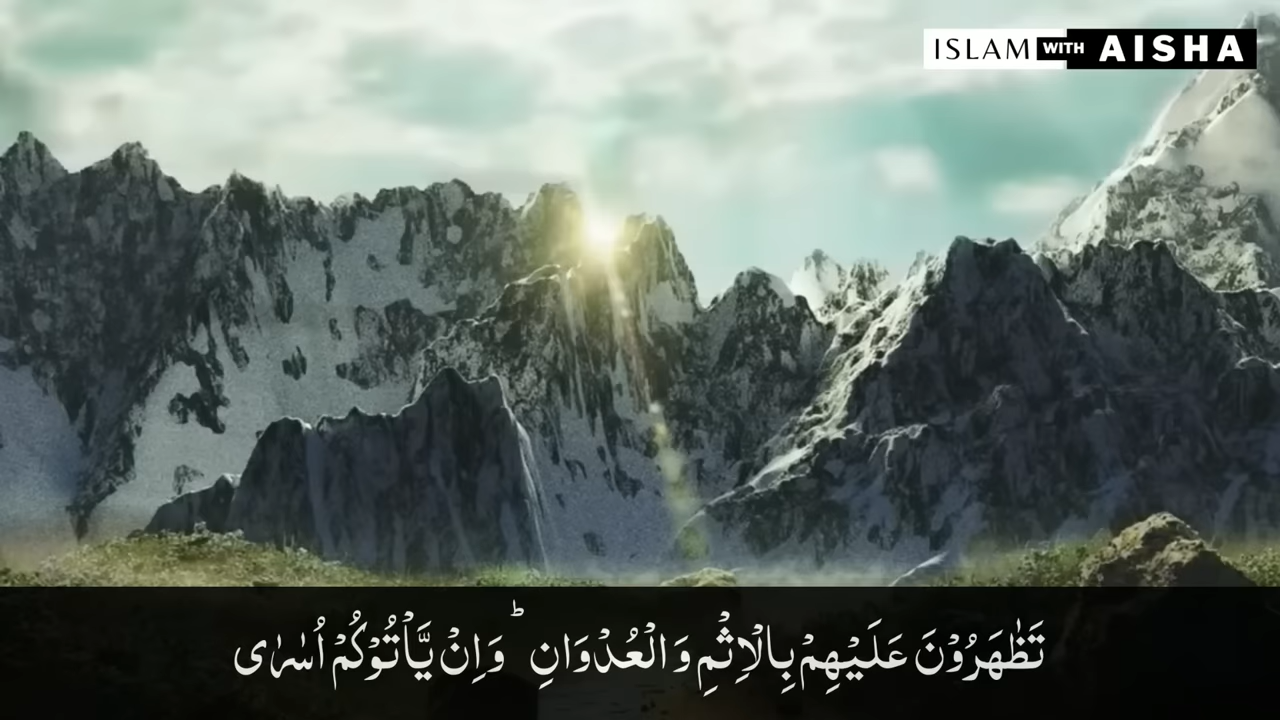 ISLAM WITH AISHA
تَظٰهَرُوْنَ عَلَيْهِمْ بِالْاِثْمِ وَالْعُدْوَانِ ؕ وَاِنْ يَّاْتُوْكُمْ اُسٰرٰى